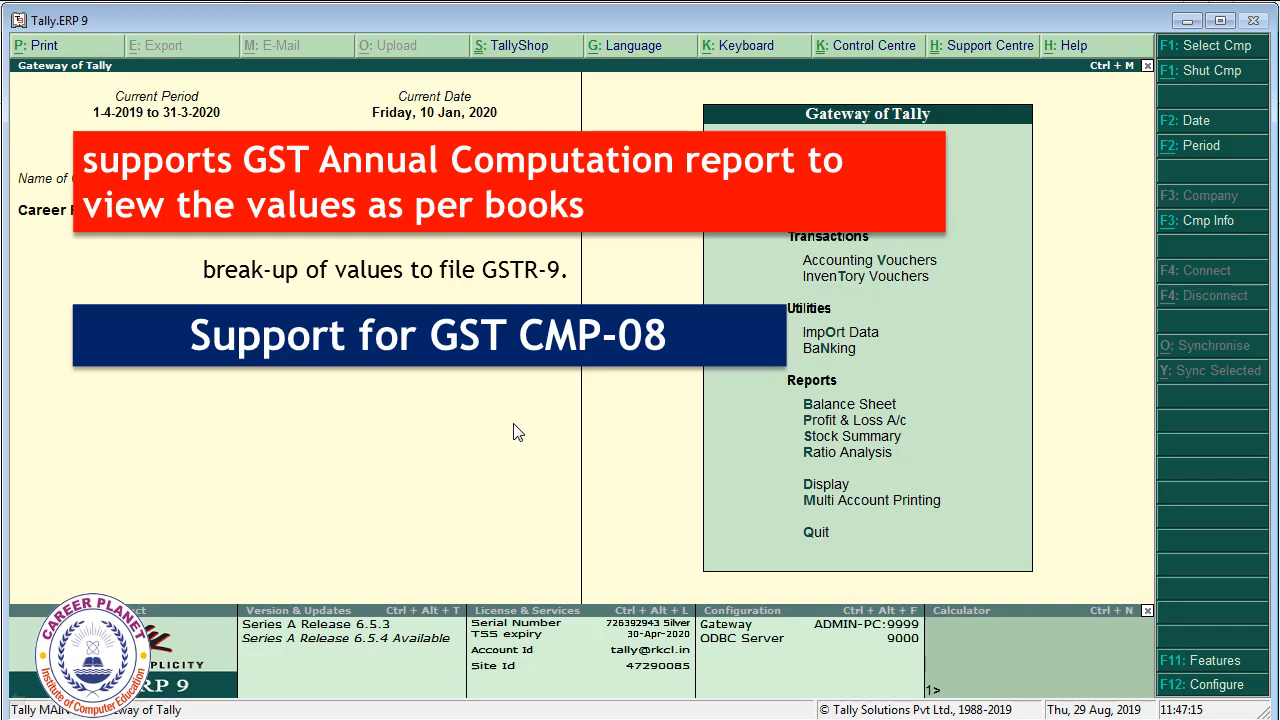 Tally.ERP 9
P: Print
E: Export
M: E-Mail
O: Upload
S: TallyShop
G: Language
K: Keyboard
K: Control Centre
H: Support Centre
H: Help
Gateway of Tally
Ctrl + M
Current Period
1-4-2019 to 31-3-2020
Current Date
Friday, 10 Jan, 2020
Name of
Career
supports GST Annual Computation report to
view the values as per books
break-up of values to file GSTR-9.
Support for GST CMP-08
Gateway of Tally
Transactions
Accounting Vouchers
InvenTory Vouchers
Utilities
ImpOrt Data
BaNking
Reports
Balance Sheet
Profit & Loss A/c
Stock Summary
Ratio Analysis
Display
Multi Account Printing
Quit
F1: Select Cmp
F1: Shut Cmp
F2: Date
F2: Period
F3: Company
F3: Cmp Info
F4: Connect
F4: Disconnect
O: Synchronise
Y: Sync Selected
F11: Features
F12: Configure
CAREER PLANET
Institute of Computer Education
PLICITY
ERP 9
Version & Updates
Ctrl + Alt + T
Series A Release 6.5.3
Series A Release 6.5.4 Available
License & Services
Ctrl + Alt + L
Serial Number
726392943 Silver
TSS expiry
30-Apr-2020
Account Id
tally@rkcl.in
Site Id
47290085
Configuration
Ctrl + Alt + F
Gateway
ADMIN-PC:9999
ODBC Server
9000
Calculator
Ctrl + N
1>
Tally MAIN
Gateway of Tally
© Tally Solutions Pvt Ltd., 1988-2019
Thu, 29 Aug, 2019
11:47:15